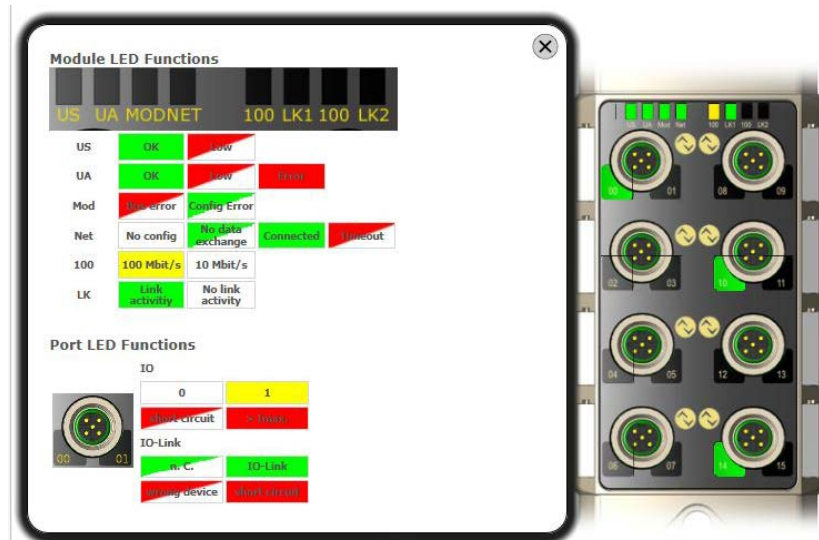 Module LED Functions
US UA MODNET 100 LK1 100 LK2
US OK Low
UA OK Low Error
Mod Bus error Config Error
Net No config No data exchange Connected Timeout
100 100 Mbit/s 10 Mbit/s
LK Link activitiy No link activity
Port LED Functions
IO
0 1
short circuit > Imax.
IO-Link
00 01
n. C. IO-Link
wrong device short circuit
US UA Mod Net 100 LK1 100 LK2
00 01 08 09
02 03 10 11
04 05 12 13
06 07 14 15